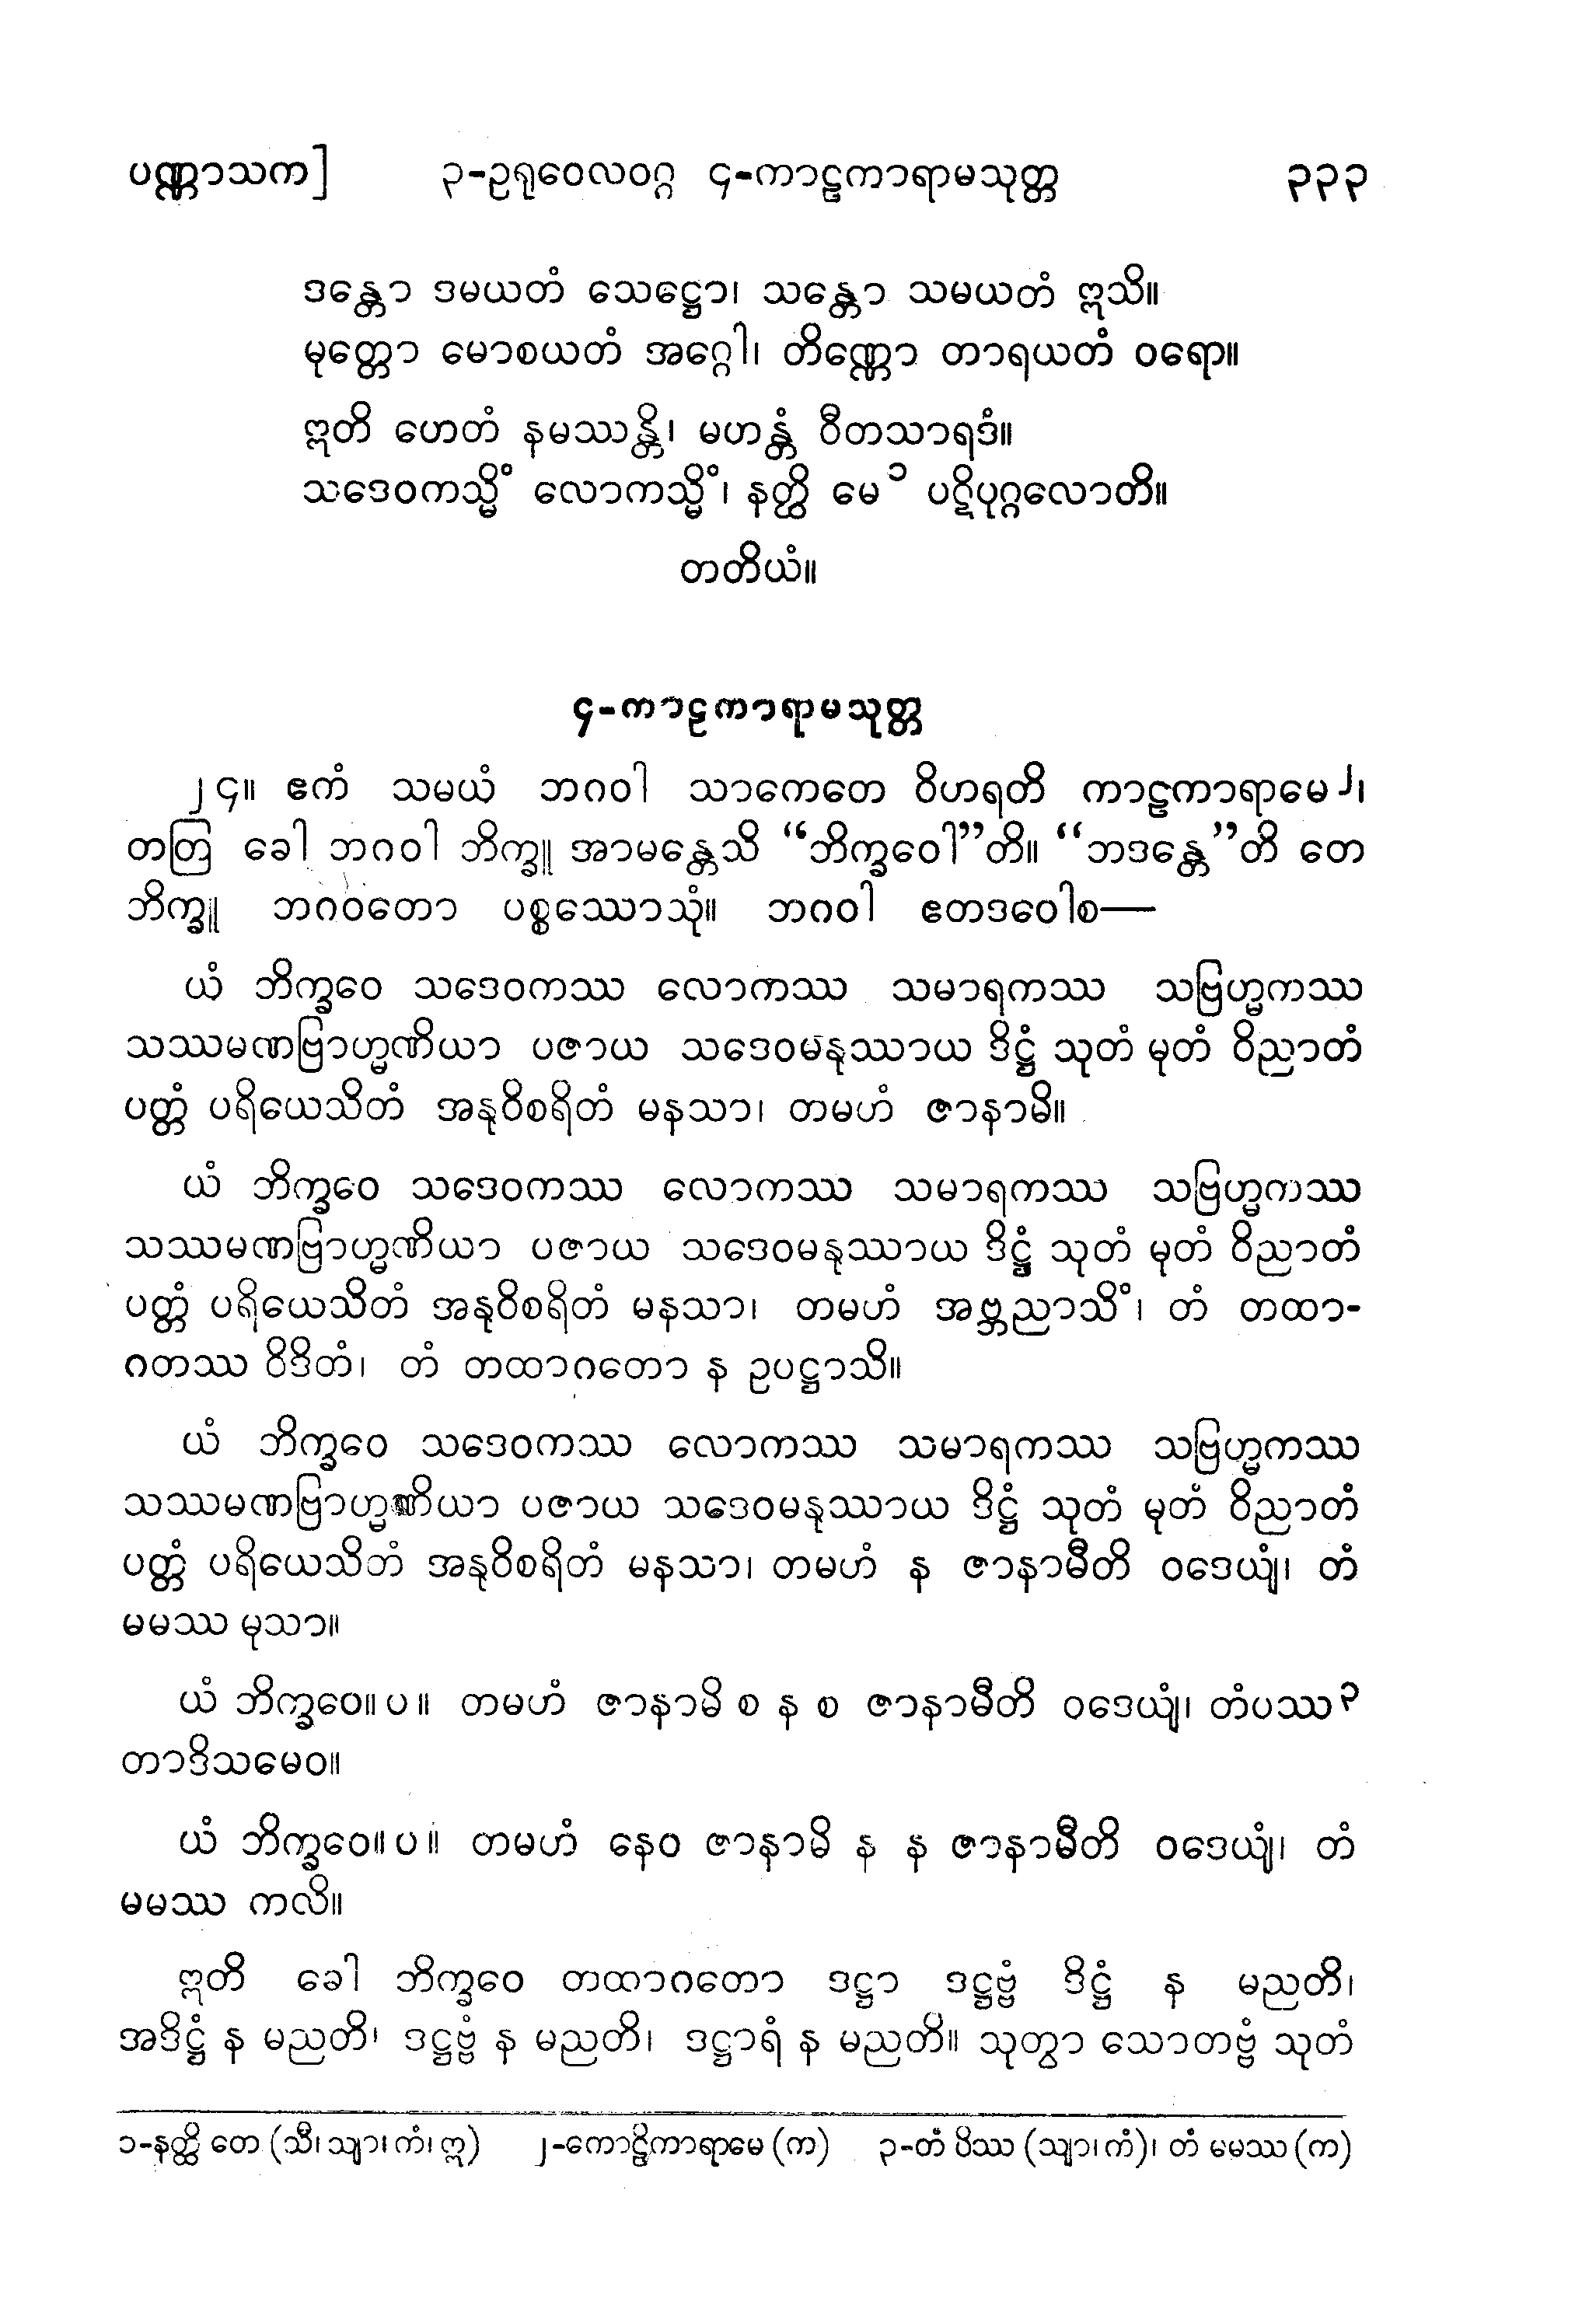 ပဏ္ဏာသက] ၃-ဥရုဝေလဝဂ္ဂ ၄-ကာဠကာရာမသုတ္တ ၃၃၃
ဒန္တော ဒမယတံ သေဋ္ဌော၊ သန္တော သမယတံ ဣသိ။
မုတ္တော မောစယတံ အဂ္ဂေါ၊ တိဏ္ဏော တာရယတံ ဝရော။
ဣတိ ဟေတံ နမဿန္တိ၊ မဟန္တံ ဝီတသာရဒံ။
သဒေဝကသ္မိံ လောကသ္မိံ၊ နတ္ထိ မေ ၁ ပဋိပုဂ္ဂလောတိ။
တတိယံ။
၄-ကာဠကာရာမသုတ္တ
၂၄။ ဧကံ သမယံ ဘဂဝါ သာကေတေ ဝိဟရတိ ကာဠကာရာမေ ၂၊
တတြ ခေါ ဘဂဝါ ဘိက္ခူ အာမန္တေသိ “ဘိက္ခဝေါ”တိ။ “ဘဒန္တေ”တိ တေ
ဘိက္ခူ ဘဂဝတော ပစ္စဿောသုံ။ ဘဂဝါ ဧတဒဝေါစ—
ယံ ဘိက္ခဝေ သဒေဝကဿ လောကဿ သမာရကဿ သဗြဟ္မကဿ
သဿမဏဗြာဟ္မဏိယာ ပဇာယ သဒေဝမနုဿာယ ဒိဋ္ဌံ သုတံ မုတံ ဝိညာတံ
ပတ္တံ ပရိယေသိတံ အနုဝိစရိတံ မနသာ၊ တမဟံ ဇာနာမိ။
ယံ ဘိက္ခဝေ သဒေဝကဿ လောကဿ သမာရကဿ သဗြဟ္မကဿ
သဿမဏဗြာဟ္မဏိယာ ပဇာယ သဒေဝမနုဿာယ ဒိဋ္ဌံ သုတံ မုတံ ဝိညာတံ
ပတ္တံ ပရိယေသိတံ အနုဝိစရိတံ မနသာ၊ တမဟံ အဗ္ဘညာသိံ၊ တံ တထာ-
ဂတဿ ဝိဒိတံ၊ တံ တထာဂတော န ဥပဋ္ဌာသိ။
ယံ ဘိက္ခဝေ သဒေဝကဿ လောကဿ သမာရကဿ သဗြဟ္မကဿ
သဿမဏဗြာဟ္မဏိယာ ပဇာယ သဒေဝမနုဿာယ ဒိဋ္ဌံ သုတံ မုတံ ဝိညာတံ
ပတ္တံ ပရိယေသိတံ အနုဝိစရိတံ မနသာ၊ တမဟံ န ဇာနာမီတိ ဝဒေယျံ၊ တံ
မမဿ မုသာ။
ယံ ဘိက္ခဝေ။ပ။ တမဟံ ဇာနာမိ စ န စ ဇာနာမီတိ ဝဒေယျံ၊ တံပဿ ၃
တာဒိသမေဝ။
ယံ ဘိက္ခဝေ။ပ။ တမဟံ နေဝ ဇာနာမိ န န ဇာနာမီတိ ဝဒေယျံ၊ တံ
မမဿ ကလိ။
ဣတိ ခေါ ဘိက္ခဝေ တထာဂတော ဒဋ္ဌာ ဒဋ္ဌဗ္ဗံ ဒိဋ္ဌံ န မညတိ၊
အဒိဋ္ဌံ န မညတိ၊ ဒဋ္ဌဗ္ဗံ န မညတိ၊ ဒဋ္ဌာရံ န မညတိ။ သုတွာ သောတဗ္ဗံ သုတံ
၁-နတ္ထိ တေ (သီ၊ သျာ၊ ကံ၊ ဣ) ၂-ကောဠိကာရာမေ (က) ၃-တံ ပိဿ (သျာ၊ ကံ)၊ တံ မမဿ (က)